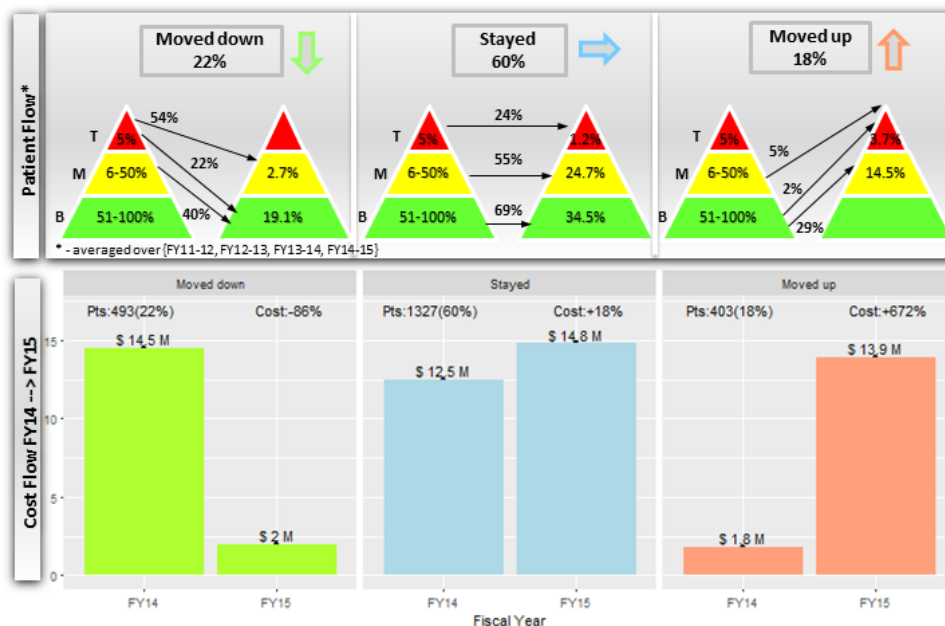 Patient Flow*
Moved down
22%
Stayed
60%
Moved up
18%
54%
T
5%
22%
M
6-50%
2.7%
40%
B
51-100%
19.1%
24%
T
5%
1.2%
55%
M
6-50%
24.7%
69%
B
51-100%
34.5%
T
5%
3.7%
5%
M
6-50%
14.5%
2%
B
51-100%
29%
* - averaged over {FY11-12, FY12-13, FY13-14, FY14-15}
Cost Flow FY14 --> FY15
Moved down
Stayed
Moved up
Pts:493(22%) Cost:-86%
Pts:1327(60%) Cost:+18%
Pts:403(18%) Cost:+672%
15
10
5
0
$ 14.5 M
$ 2 M
$ 12.5 M
$ 14.8 M
$ 1.8 M
$ 13.9 M
FY14 FY15
FY14 FY15
FY14 FY15
Fiscal Year